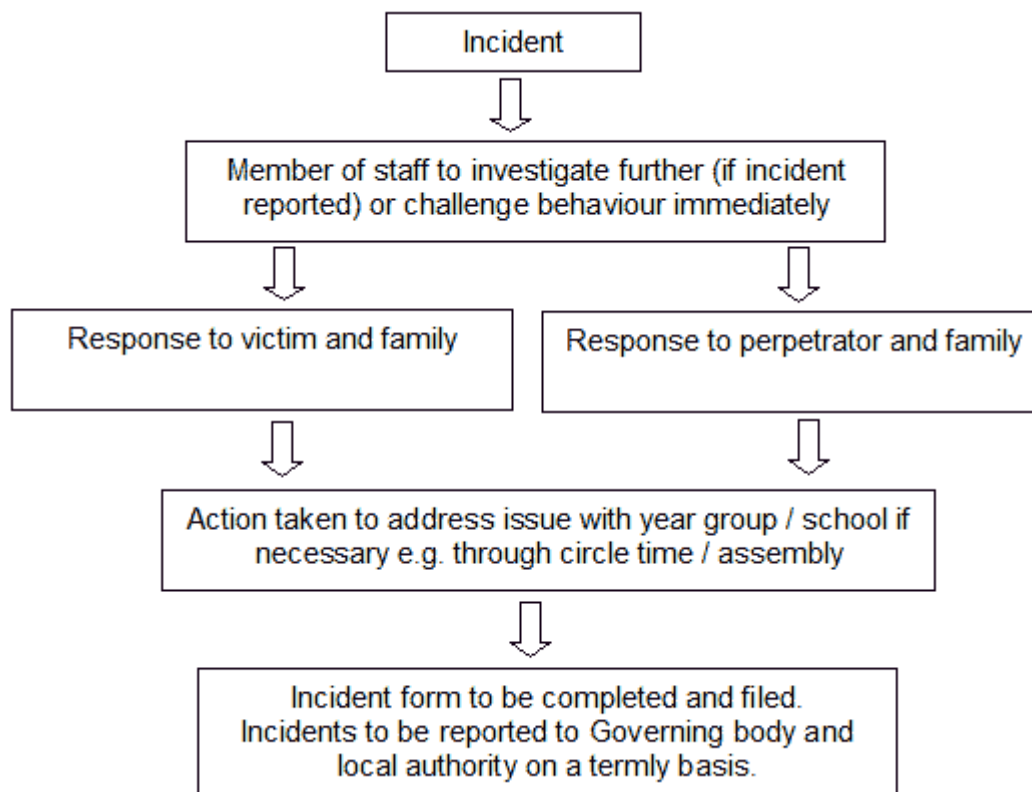 Incident
Member of staff to investigate further (if incident
reported) or challenge behaviour immediately
Response to victim and family
Response to perpetrator and family
Action taken to address issue with year group / school if
necessary e.g. through circle time / assembly
Incident form to be completed and filed.
Incidents to be reported to Governing body and
local authority on a termly basis.